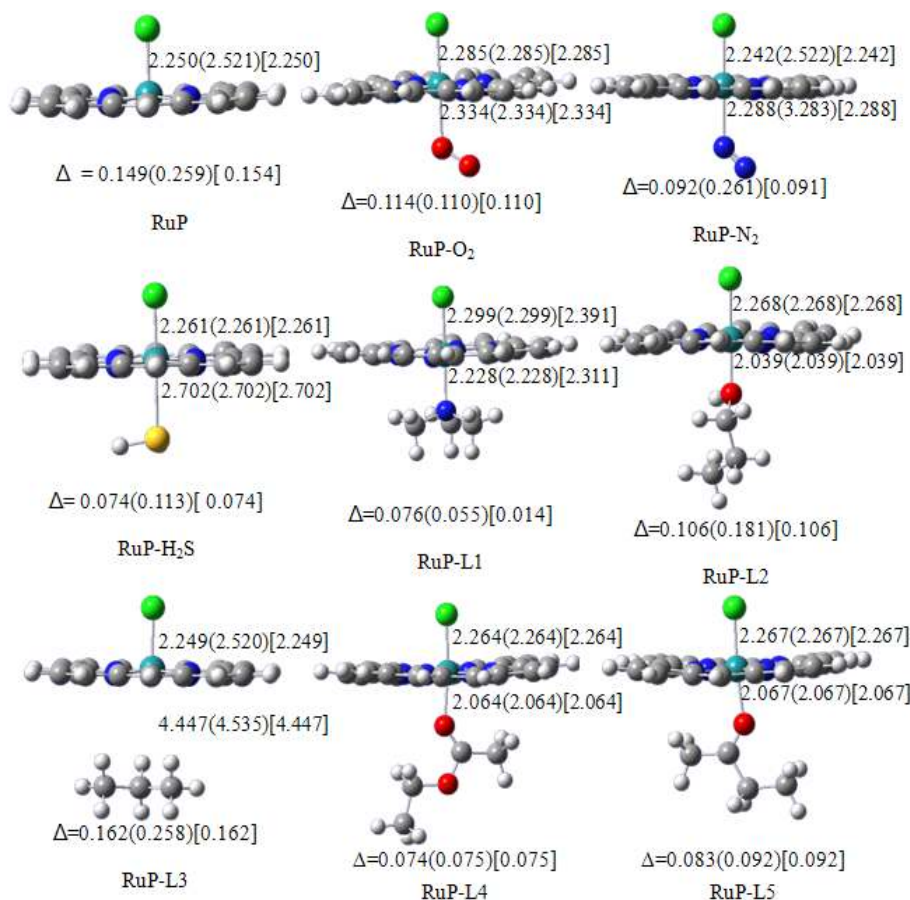 2.250(2.521)[2.250]
Δ = 0.149(0.259)[ 0.154]
RuP
2.285(2.285)[2.285]
2.334(2.334)[2.334]
Δ=0.114(0.110)[0.110]
RuP-O₂
2.242(2.522)[2.242]
2.288(3.283)[2.288]
Δ=0.092(0.261)[0.091]
RuP-N₂
2.261(2.261)[2.261]
2.702(2.702)[2.702]
Δ= 0.074(0.113)[ 0.074]
RuP-H₂S
2.299(2.299)[2.391]
2.228(2.228)[2.311]
Δ=0.076(0.055)[0.014]
RuP-L1
2.268(2.268)[2.268]
2.039(2.039)[2.039]
Δ=0.106(0.181)[0.106]
RuP-L2
2.249(2.520)[2.249]
4.447(4.535)[4.447]
Δ=0.162(0.258)[0.162]
RuP-L3
2.264(2.264)[2.264]
2.064(2.064)[2.064]
Δ=0.074(0.075)[0.075]
RuP-L4
2.267(2.267)[2.267]
2.067(2.067)[2.067]
Δ=0.083(0.092)[0.092]
RuP-L5